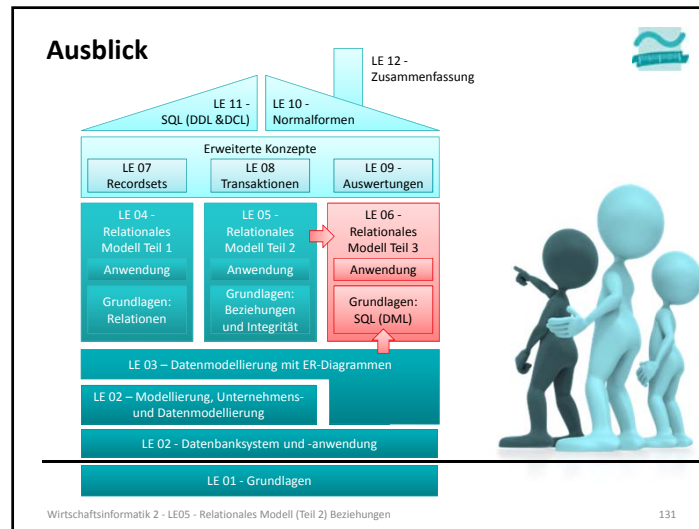 Ausblick
LE 12 -
Zusammenfassung
LE 11 -
SQL (DDL &DCL)
LE 10 -
Normalformen
Erweiterte Konzepte
LE 07
Recordsets
LE 08
Transaktionen
LE 09 -
Auswertungen
LE 04 -
Relationales
Modell Teil 1
Anwendung
Grundlagen:
Relationen
LE 05 -
Relationales
Modell Teil 2
Anwendung
Grundlagen:
Beziehungen
und Integrität
LE 06 -
Relationales
Modell Teil 3
Anwendung
Grundlagen:
SQL (DML)
LE 03 – Datenmodellierung mit ER-Diagrammen
LE 02 – Modellierung, Unternehmens-
und Datenmodellierung
LE 02 - Datenbanksystem und -anwendung
LE 01 - Grundlagen
Wirtschaftsinformatik 2 - LE05 - Relationales Modell (Teil 2) Beziehungen
131